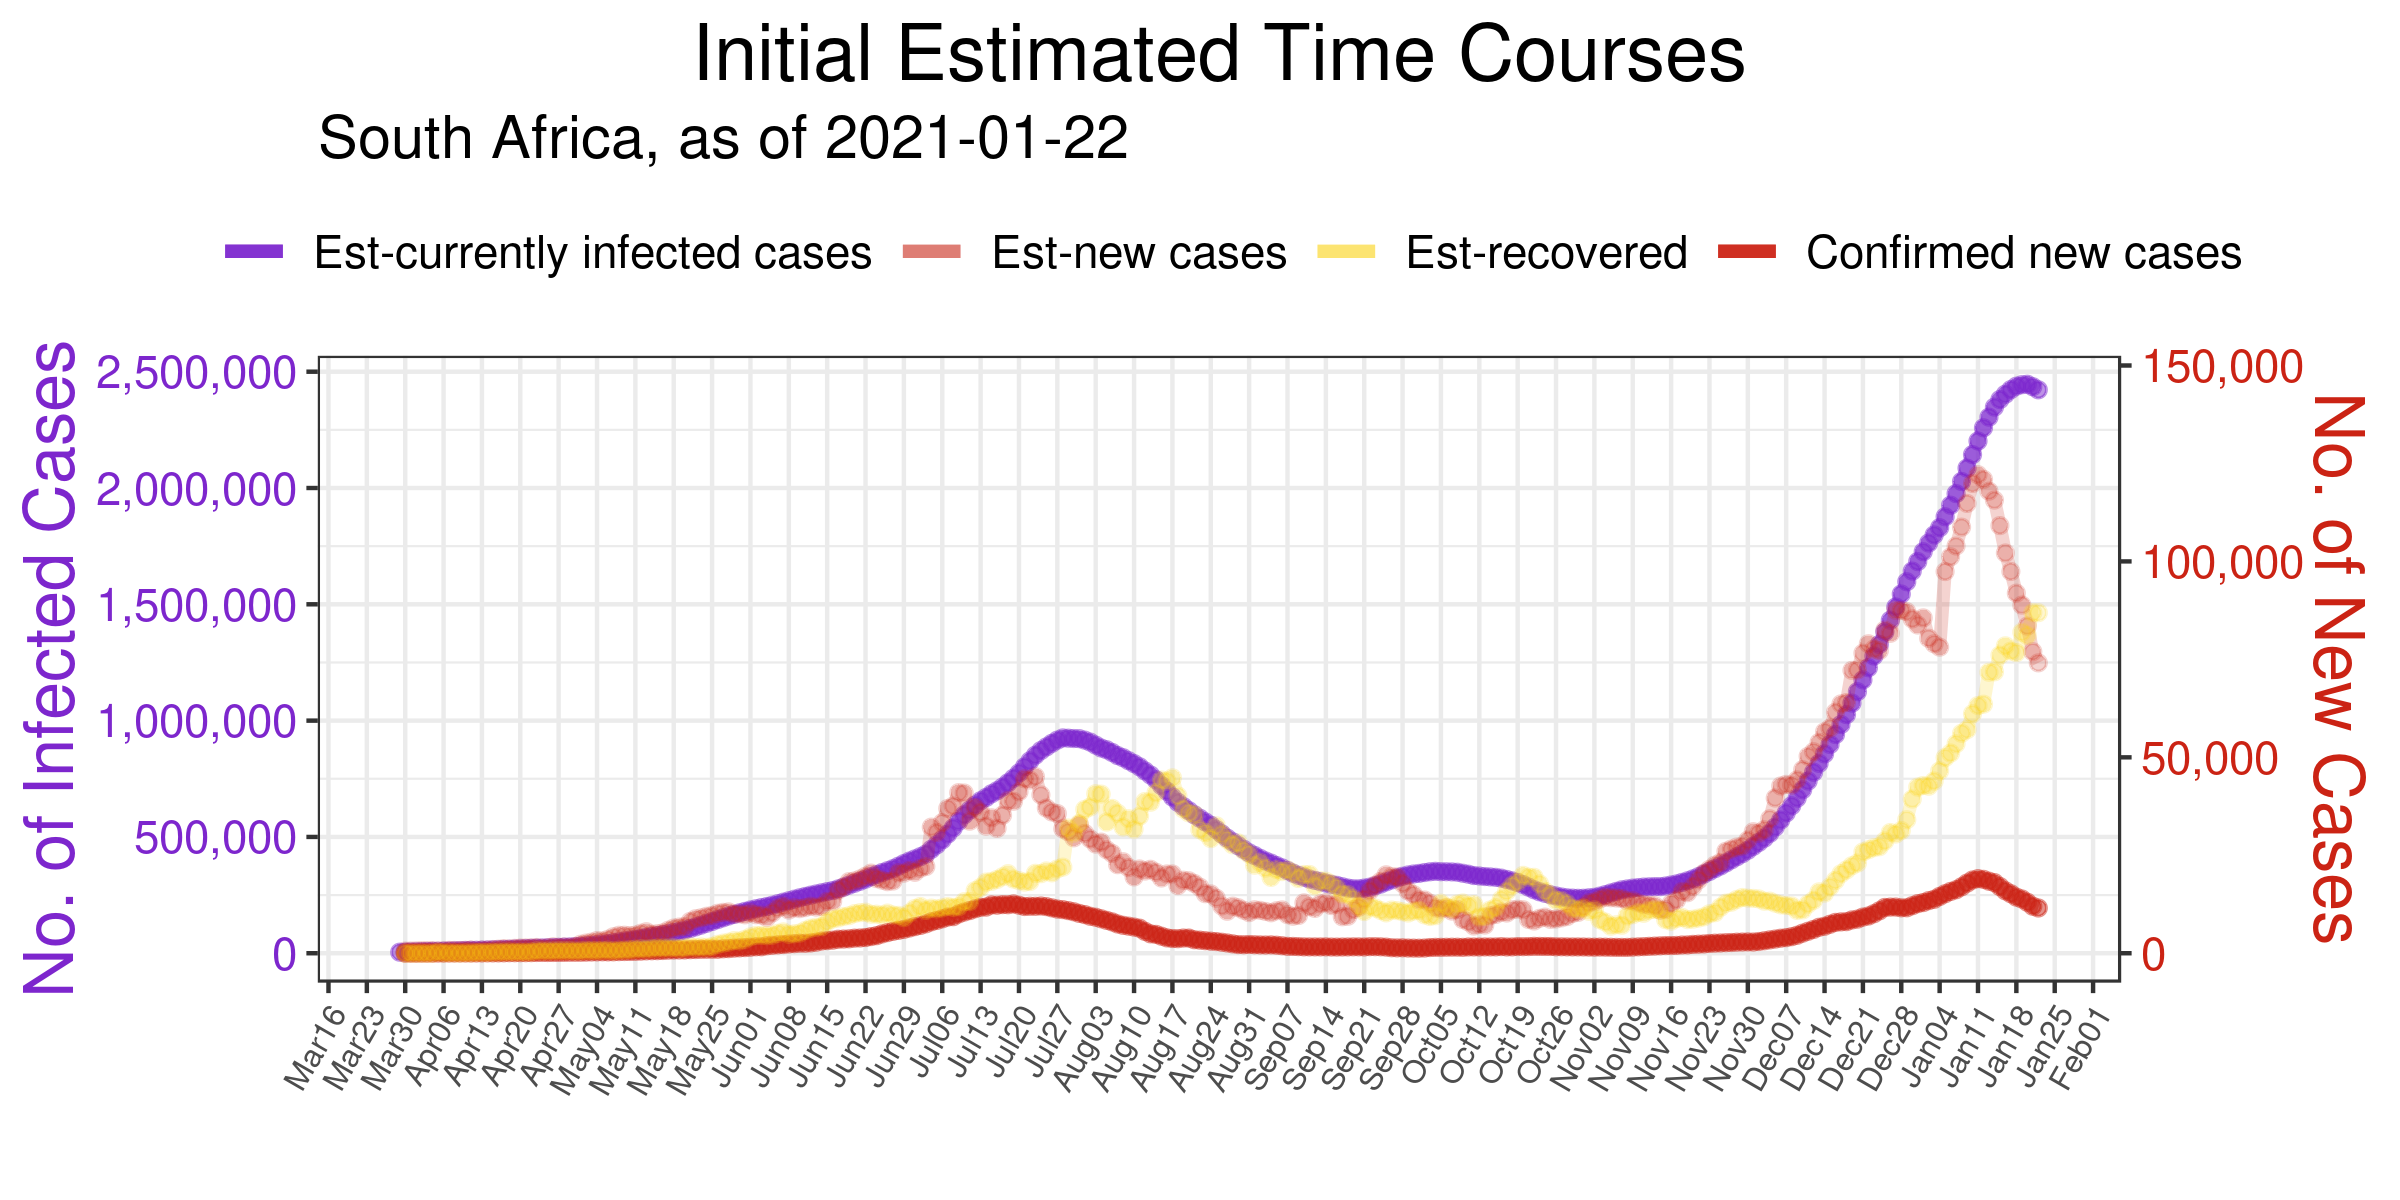 Initial Estimated Time Courses
South Africa, as of 2021-01-22
Est-currently infected cases Est-new cases Est-recovered Confirmed new cases
No. of Infected Cases
2,500,000
2,000,000
1,500,000
1,000,000
500,000
0
150,000
100,000
50,000
0
No. of New Cases
Mar16 Mar23 Mar30 Apr06 Apr13 Apr20 Apr27 May04 May11 May18 May25 Jun01 Jun08 Jun15 Jun22 Jun29 Jul06 Jul13 Jul20 Jul27 Aug03 Aug10 Aug17 Aug24 Aug31 Sep07 Sep14 Sep21 Sep28 Oct05 Oct12 Oct19 Oct26 Nov02 Nov09 Nov16 Nov23 Nov30 Dec07 Dec14 Dec21 Dec28 Jan04 Jan11 Jan18 Jan25 Feb01